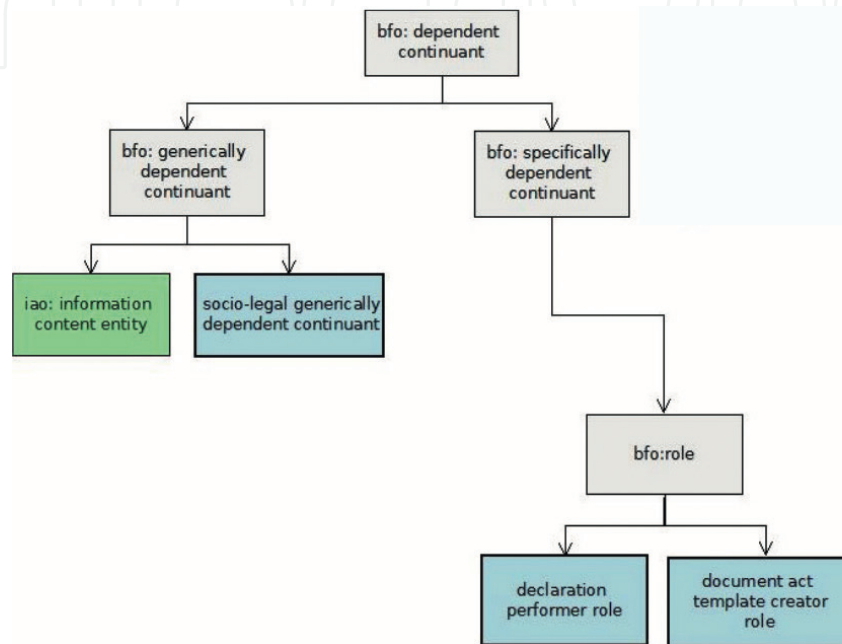 bfo: dependent
continuant
bfo: generically
dependent
continuant
bfo: specifically
dependent
continuant
iao: information
content entity
socio-legal generically
dependent continuant
bfo:role
declaration
performer role
document act
template creator
role